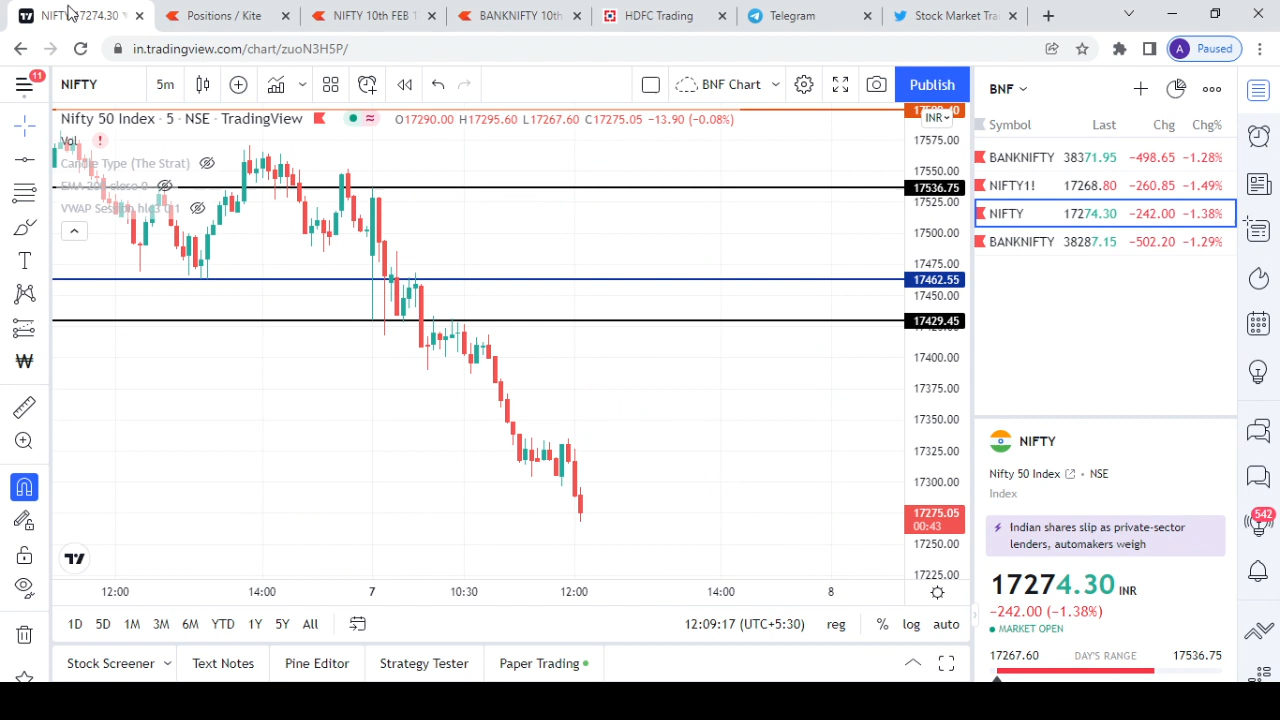 NIFTY 17274.30
Positions / Kite
NIFTY 10th FEB 1
BANKNIFTY 10th
HDFC Trading
Telegram
Stock Market Tra
in.tradingview.com/chart/zuoN3H5P/
A Paused
11
NIFTY 5m BNF Chart Publish
BNF
Nifty 50 Index · 5 · NSE · TradingView O17290.00 H17295.60 L17267.60 C17275.05 −13.90 (−0.08%)
INR
Vol
Candle Type (The Strat)
EMA 200 close 0
VWAP Session hlc3 0 1
17575.00
17550.00
17536.75
17525.00
17500.00
17475.00
17462.55
17450.00
17429.45
17400.00
17375.00
17350.00
17325.00
17300.00
17275.05
00:43
17250.00
17225.00
12:00 14:00 7 10:30 12:00 14:00 8
1D 5D 1M 3M 6M YTD 1Y 5Y All 12:09:17 (UTC+5:30) reg % log auto
Stock Screener Text Notes Pine Editor Strategy Tester Paper Trading
Symbol Last Chg Chg%
BANKNIFTY 38371.95 −498.65 −1.28%
NIFTY1! 17268.80 −260.85 −1.49%
NIFTY 17274.30 −242.00 −1.38%
BANKNIFTY 38287.15 −502.20 −1.29%
NIFTY
Nifty 50 Index · NSE
Index
Indian shares slip as private-sector
lenders, automakers weigh
17274.30 INR
−242.00 (−1.38%)
MARKET OPEN
17267.60 DAY'S RANGE 17536.75
542